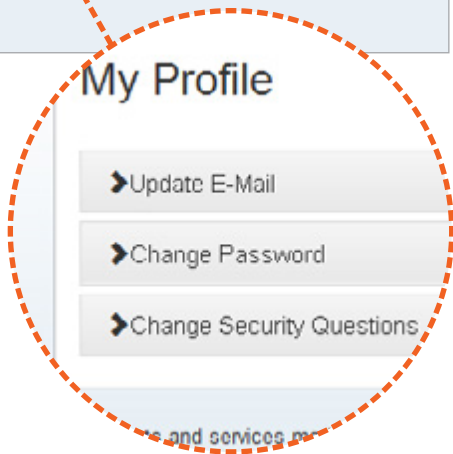 My Profile
Update E-Mail
Change Password
Change Security Questions
and services